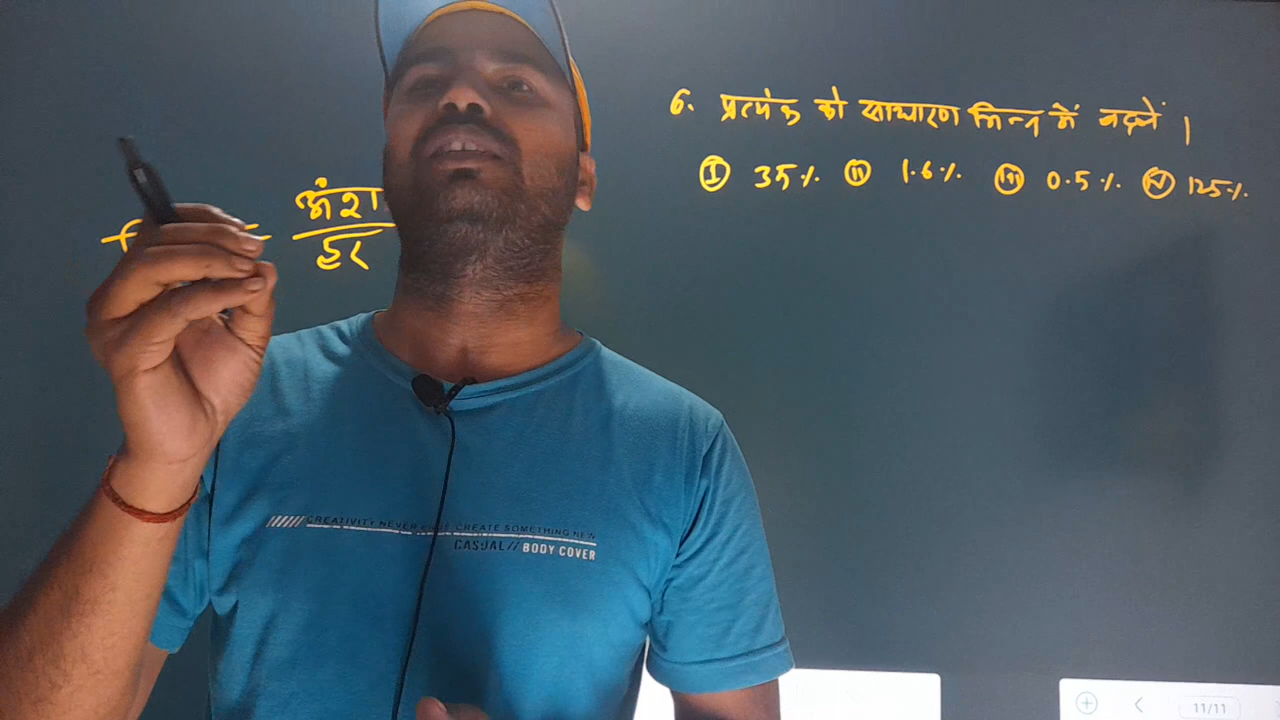 6. प्रत्येक को साधारण भिन्न में बदलें।
I 35% II 1.6% III 0.5% IV 125%
अंश
हर
CREATIVITY NEVER CREATE SOMETHING NEW
CASUAL // BODY COVER
11/11